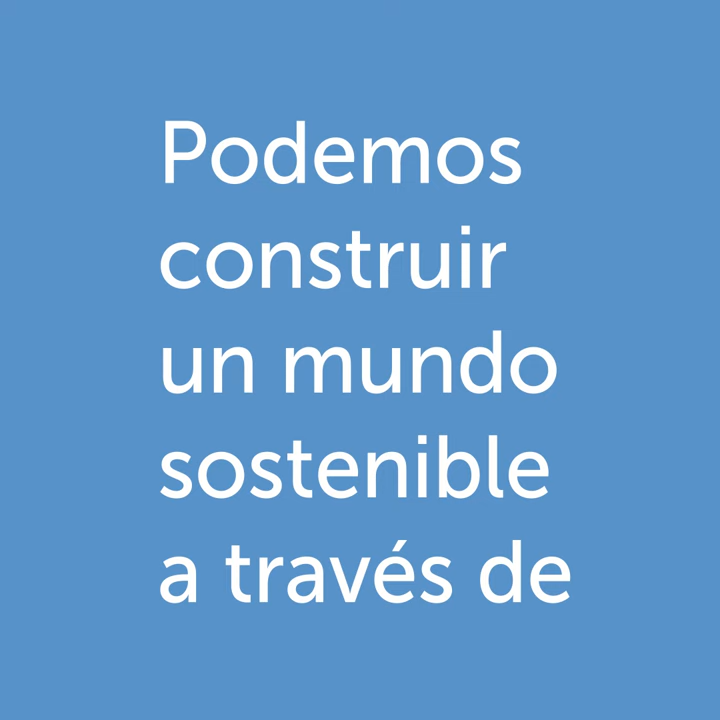 Podemos
construir
un mundo
sostenible
a través de